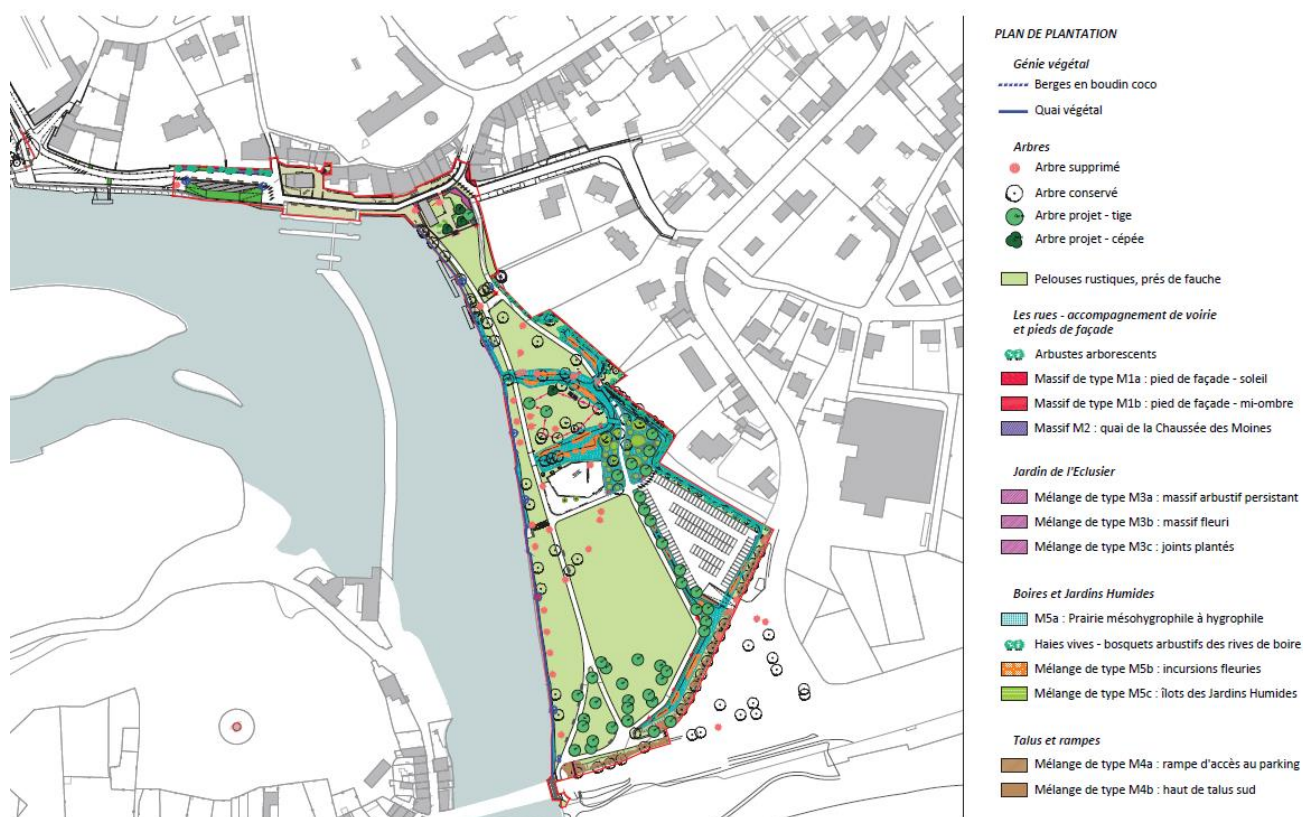 PLAN DE PLANTATION
Génie végétal
Berges en boudin coco
Quai végétal
Arbres
Arbre supprimé
Arbre conservé
Arbre projet - tige
Arbre projet - cépée
Pelouses rustiques, prés de fauche
Les rues - accompagnement de voirie
et pieds de façade
Arbustes arborescents
Massif de type M1a : pied de façade - soleil
Massif de type M1b : pied de façade - mi-ombre
Massif M2 : quai de la Chaussée des Moines
Jardin de l'Eclusier
Mélange de type M3a : massif arbustif persistant
Mélange de type M3b : massif fleuri
Mélange de type M3c : joints plantés
Boires et Jardins Humides
M5a : Prairie mésohygrophile à hygrophile
Haies vives - bosquets arbustifs des rives de boire
Mélange de type M5b : incursions fleuries
Mélange de type M5c : îlots des Jardins Humides
Talus et rampes
Mélange de type M4a : rampe d'accès au parking
Mélange de type M4b : haut de talus sud